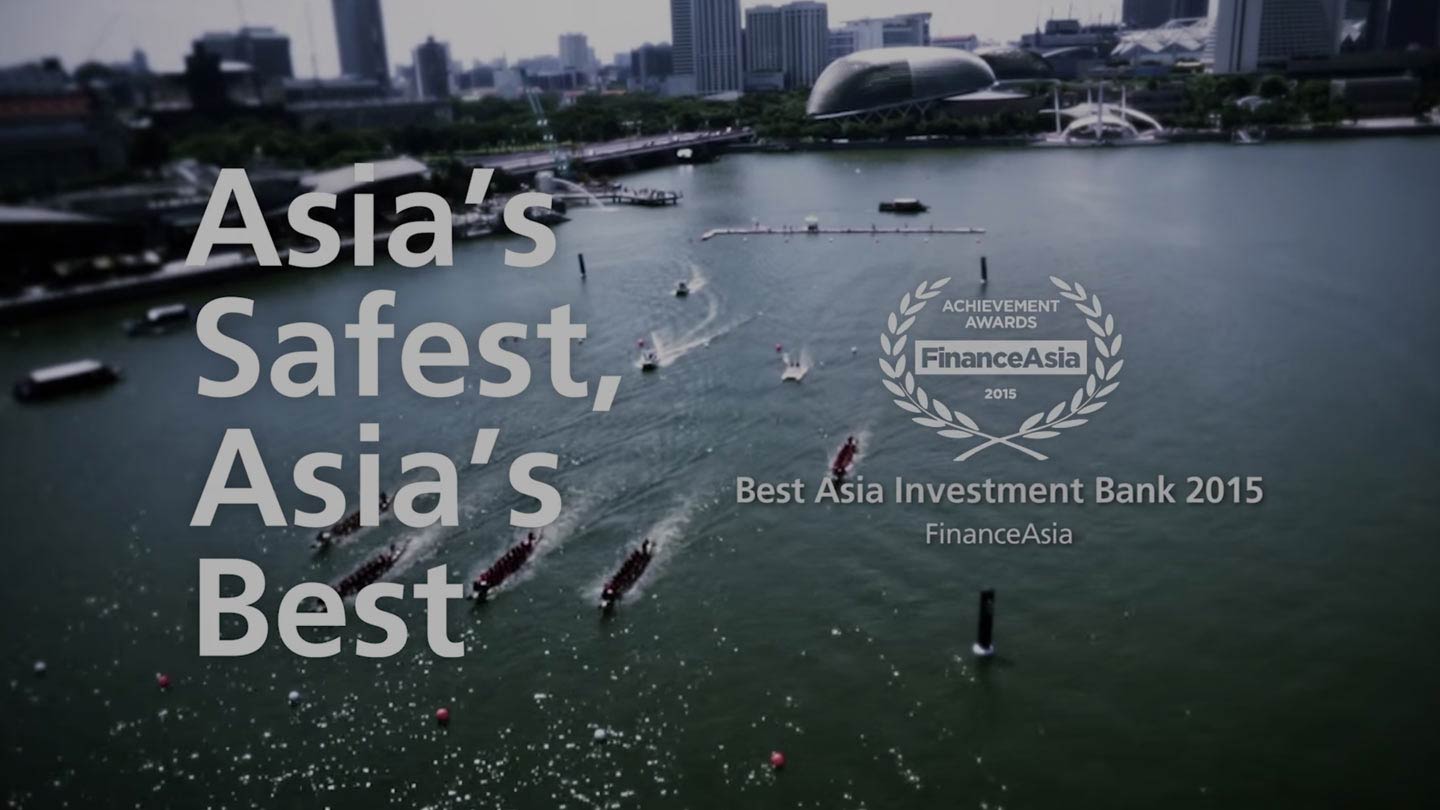 Asia’s
Safest,
Asia’s
Best
ACHIEVEMENT
AWARDS
FinanceAsia
2015
Best Asia Investment Bank 2015
FinanceAsia